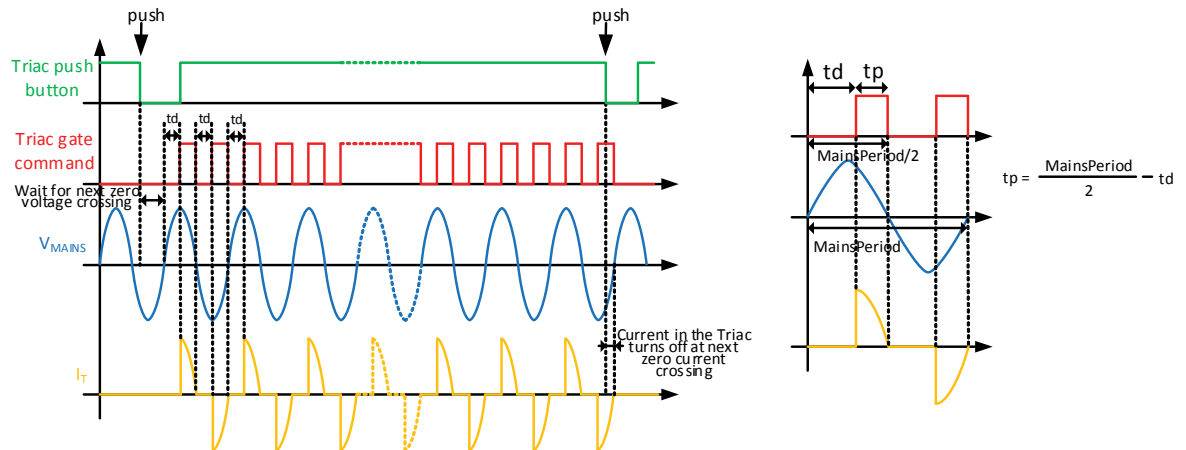 push
push
Triac push
button
td
td
td
Triac gate
command
Wait for next zero
voltage crossing
VMAINS
Current in the Triac
turns off at next
zero current
crossing
IT
td
tp
MainsPeriod/2
MainsPeriod
tp = MainsPeriod/2 - td